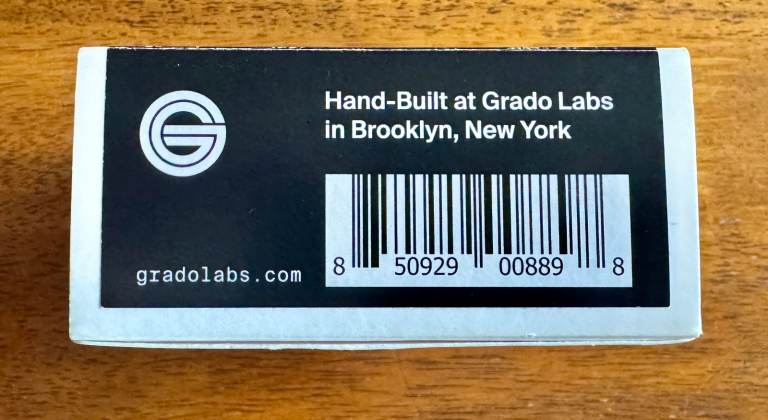 Hand-Built at Grado Labs
in Brooklyn, New York
8 50929 00889 8
gradolabs.com